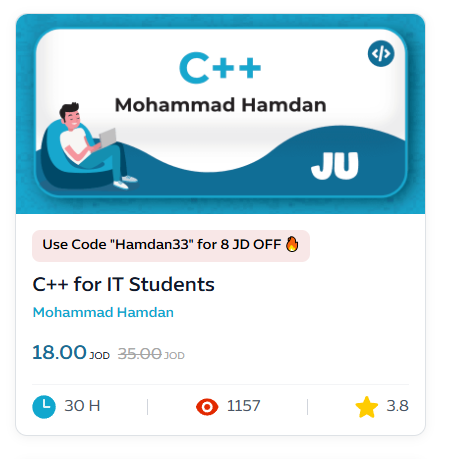 C++
</>
Mohammad Hamdan
JU
Use Code "Hamdan33" for 8 JD OFF 🔥
C++ for IT Students
Mohammad Hamdan
18.00 JOD 35.00 JOD
30 H 1157 3.8